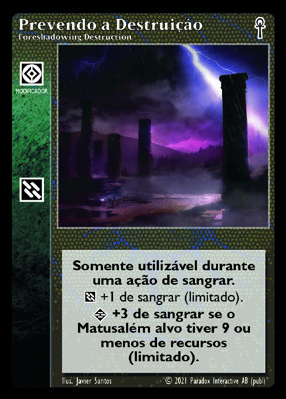 Prevendo a Destruição
Foreshadowing Destruction
MODIFICADOR
Somente utilizável durante
uma ação de sangrar.
+1 de sangrar (limitado).
+3 de sangrar se o
Matusalém alvo tiver 9 ou
menos de recursos
(limitado).
Ilus. Javier Santos
© 2021 Paradox Interactive AB (publ)